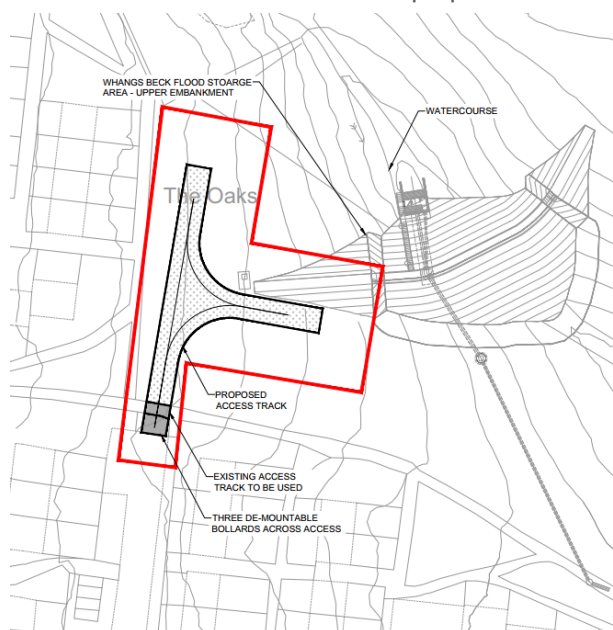 WHANGS BECK FLOOD STOARGE
AREA - UPPER EMBANKMENT
WATERCOURSE
The Oaks
PROPOSED
ACCESS TRACK
EXISTING ACCESS
TRACK TO BE USED
THREE DE-MOUNTABLE
BOLLARDS ACROSS ACCESS